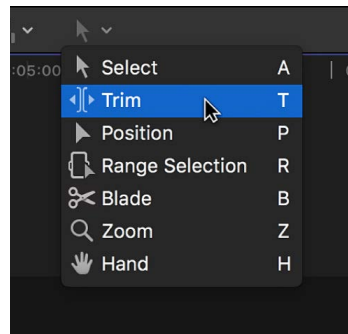 :05:00
Select A
Trim T
Position P
Range Selection R
Blade B
Zoom Z
Hand H